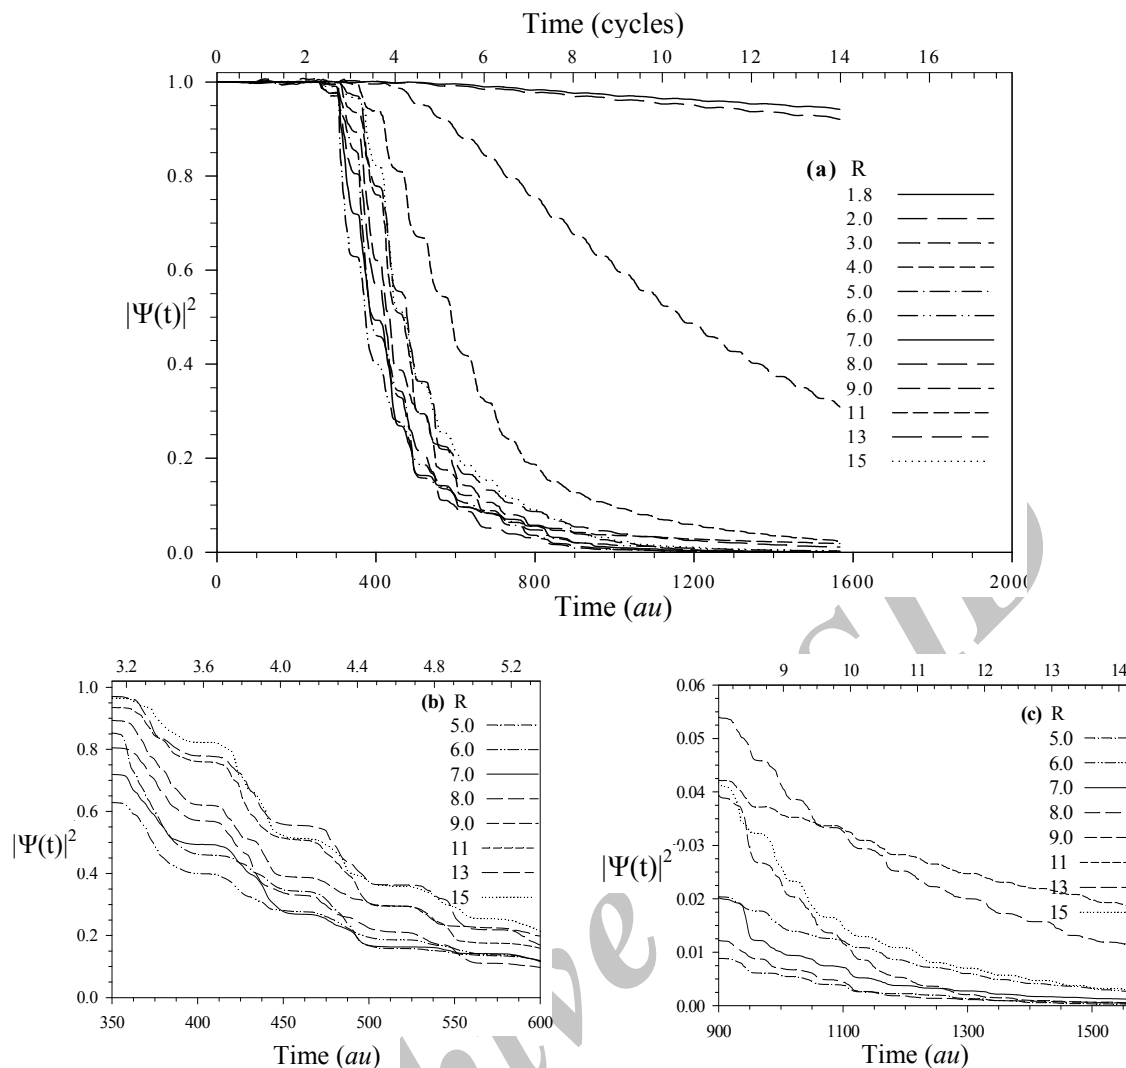 Time (cycles)
0 2 4 6 8 10 12 14 16
1.0
0.8
0.6
0.4
0.2
0.0
|Ψ(t)|²
(a) R
1.8
2.0
3.0
4.0
5.0
6.0
7.0
8.0
9.0
11
13
15
0 400 800 1200 1600 2000
Time (au)
3.2 3.6 4.0 4.4 4.8 5.2
1.0
0.8
0.6
0.4
0.2
0.0
|Ψ(t)|²
(b) R
5.0
6.0
7.0
8.0
9.0
11
13
15
350 400 450 500 550 600
Time (au)
9 10 11 12 13 14
0.06
0.05
0.04
0.03
0.02
0.01
0.00
|Ψ(t)|²
(c) R
5.0
6.0
7.0
8.0
9.0
11
13
15
900 1100 1300 1500
Time (au)